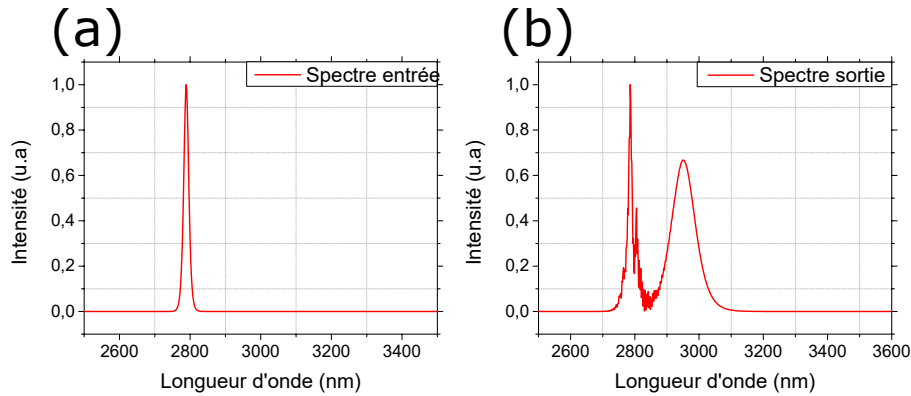 (a)
Spectre entrée
1,0
0,8
0,6
0,4
0,2
0,0
Intensité (u.a)
2600 2800 3000 3200 3400
Longueur d'onde (nm)
(b)
Spectre sortie
1,0
0,8
0,6
0,4
0,2
0,0
Intensité (u.a)
2600 2800 3000 3200 3400 3600
Longueur d'onde (nm)